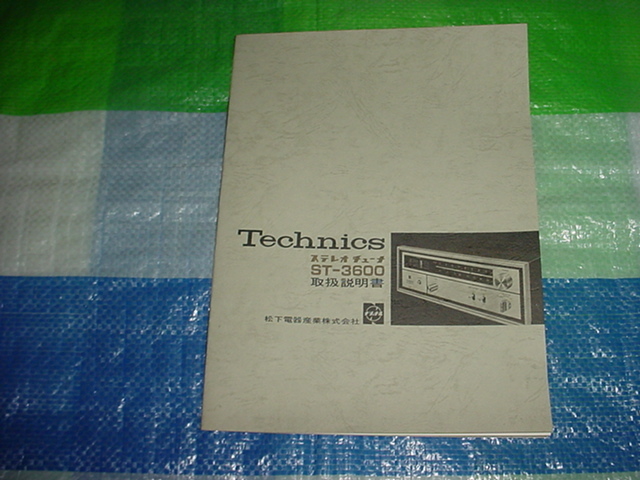 Technics
ステレオチューナ
ST-3600
取扱説明書
松下電器産業株式会社